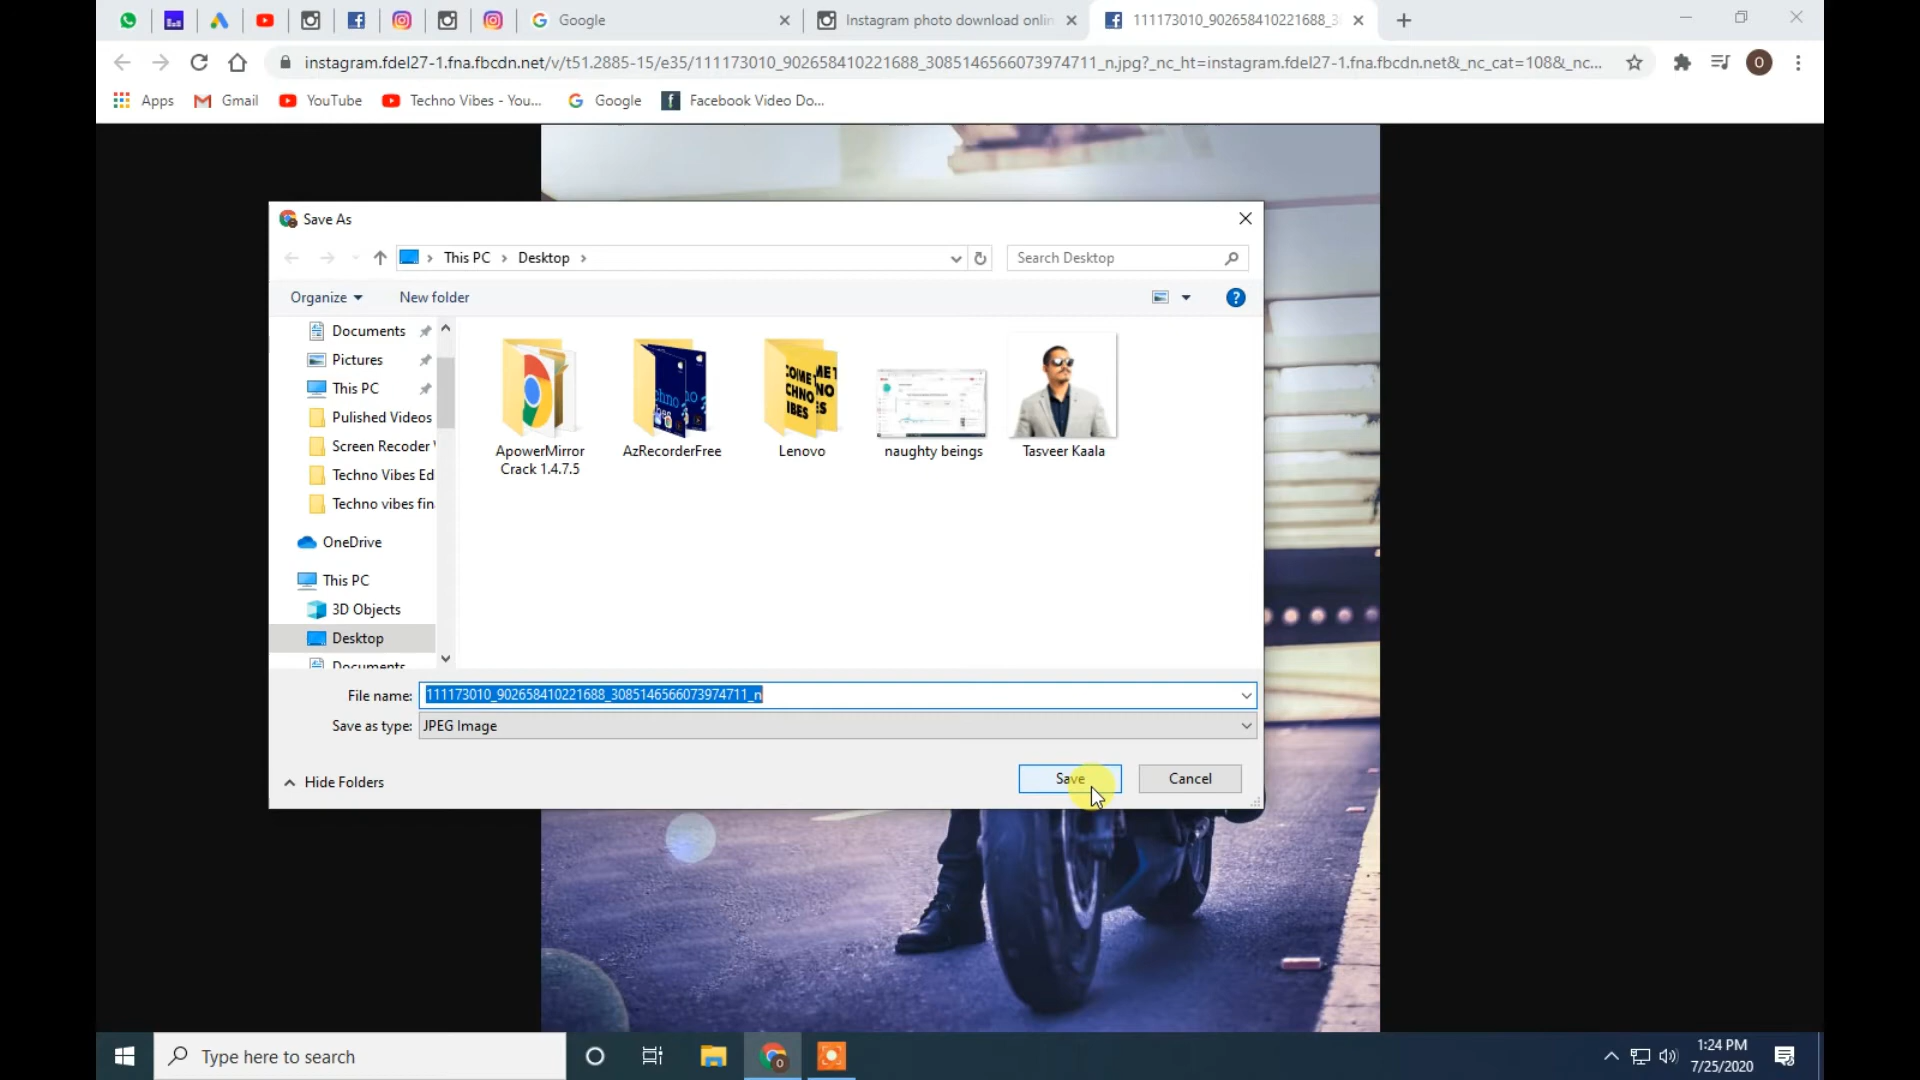 Google
Instagram photo download onlin
111173010_902658410221688_3
instagram.fdel27-1.fna.fbcdn.net/v/t51.2885-15/e35/111173010_902658410221688_3085146566073974711_n.jpg?_nc_ht=instagram.fdel27-1.fna.fbcdn.net&_nc_cat=108&_nc...
O
Apps
Gmail
YouTube
Techno Vibes - You...
Google
Facebook Video Do...
Save As
This PC
Desktop
Search Desktop
Organize
New folder
Documents
Pictures
This PC
Pulished Videos
Screen Recoder
Techno Vibes Ed
Techno vibes fin
OneDrive
This PC
3D Objects
Desktop
Documents
ApowerMirror
Crack 1.4.7.5
AzRecorderFree
Lenovo
naughty beings
Tasveer Kaala
File name:
111173010_902658410221688_3085146566073974711_n
Save as type:
JPEG Image
Hide Folders
Save
Cancel
Type here to search
1:24 PM
7/25/2020